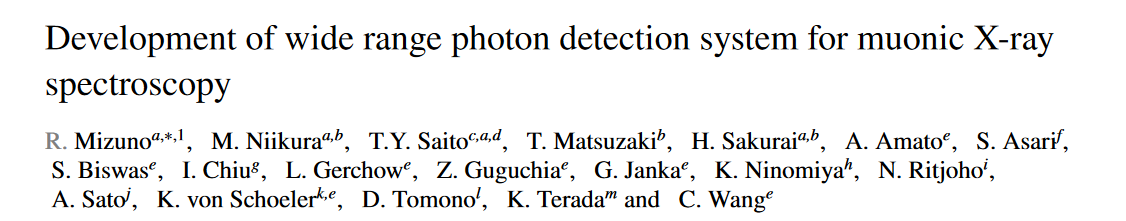 Development of wide range photon detection system for muonic X-ray
spectroscopy
R. Mizunoa,∗,1, M. Niikuraa,b, T.Y. Saitoc,a,d, T. Matsuzakib, H. Sakuraia,b, A. Amatoe, S. Asarif,
S. Biswase, I. Chiug, L. Gerchowe, Z. Guguchiae, G. Jankae, K. Ninomiyah, N. Ritjohoi,
A. Satoj, K. von Schoelerk,e, D. Tomonol, K. Teradam and C. Wange